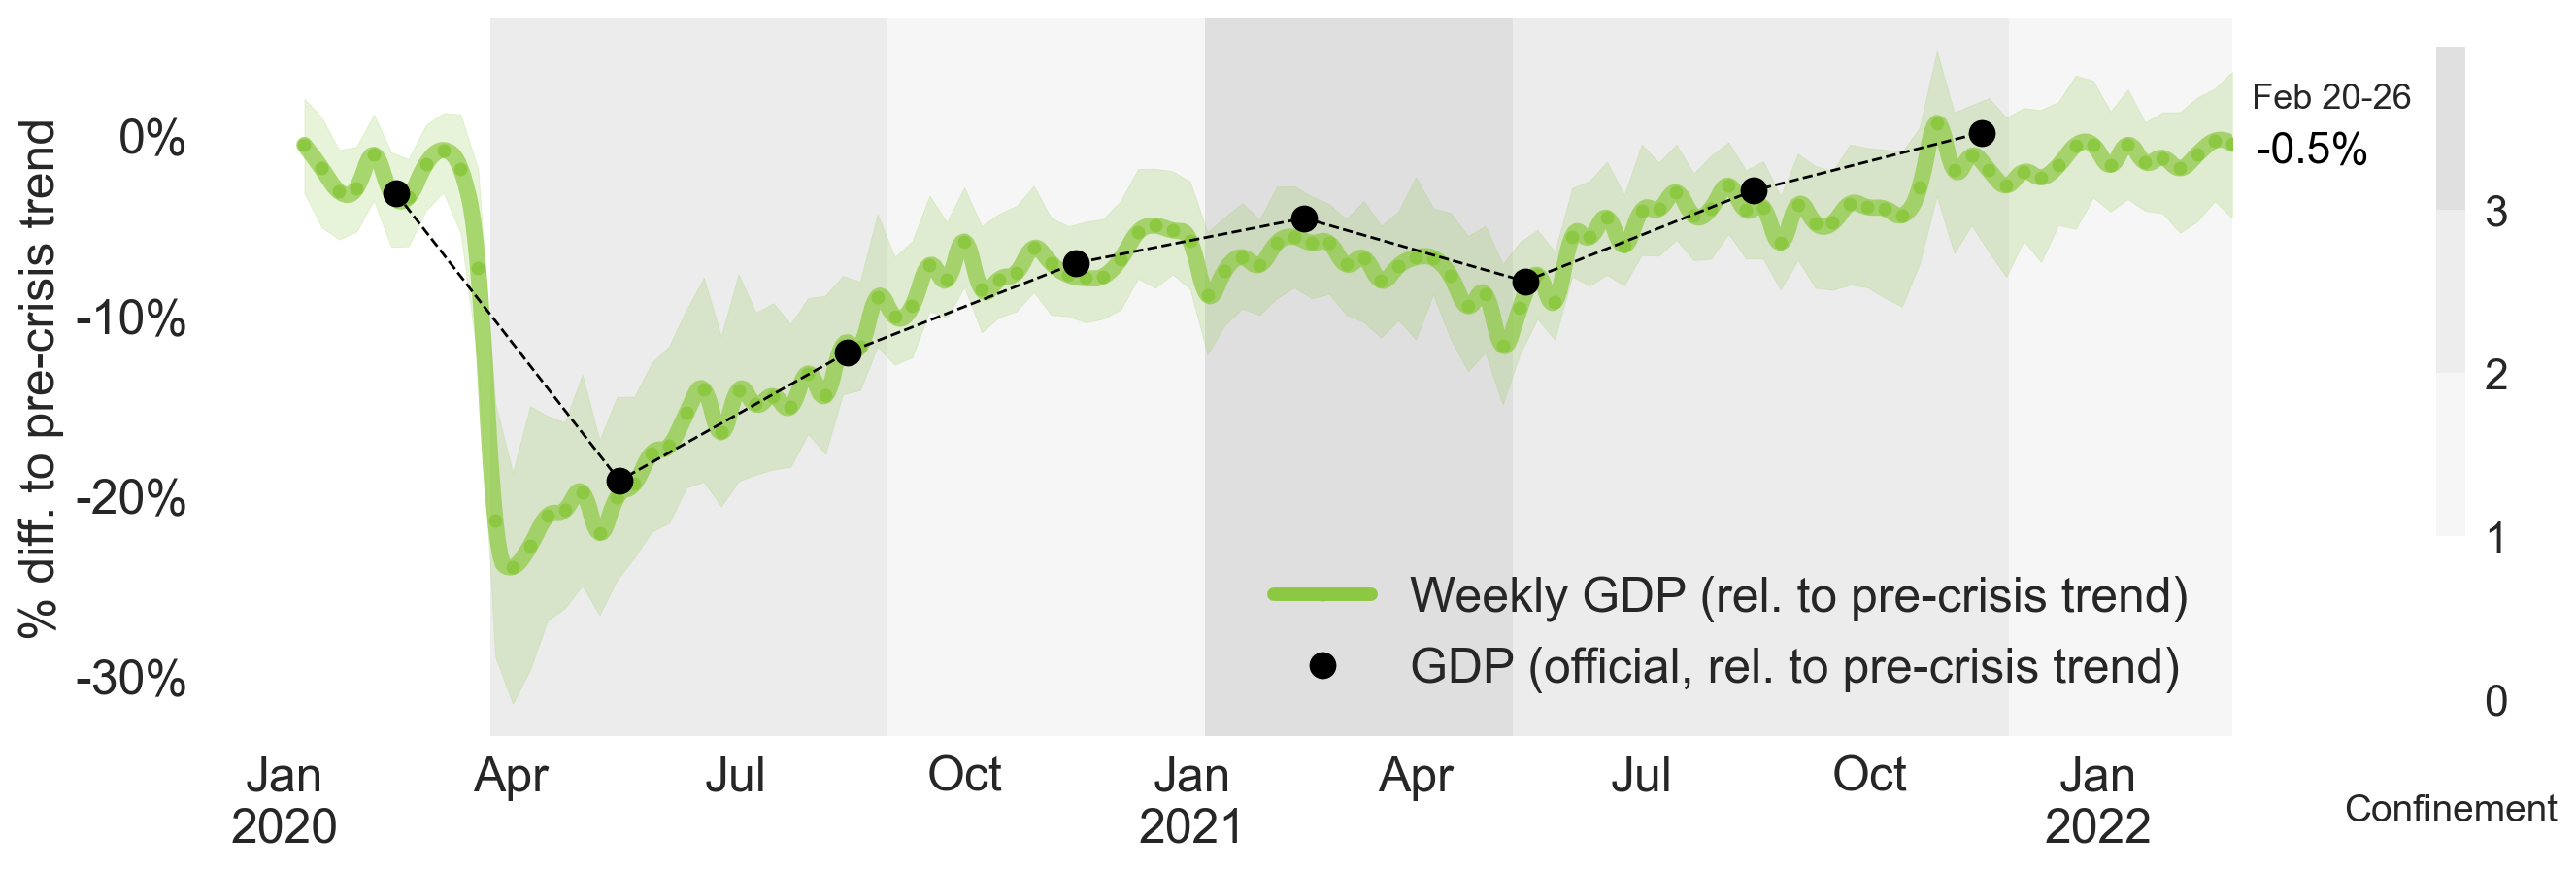 % diff. to pre-crisis trend
0%
-10%
-20%
-30%
Jan
2020
Apr
Jul
Oct
Jan
2021
Apr
Jul
Oct
Jan
2022
Weekly GDP (rel. to pre-crisis trend)
GDP (official, rel. to pre-crisis trend)
Feb 20-26
-0.5%
3
2
1
0
Confinement